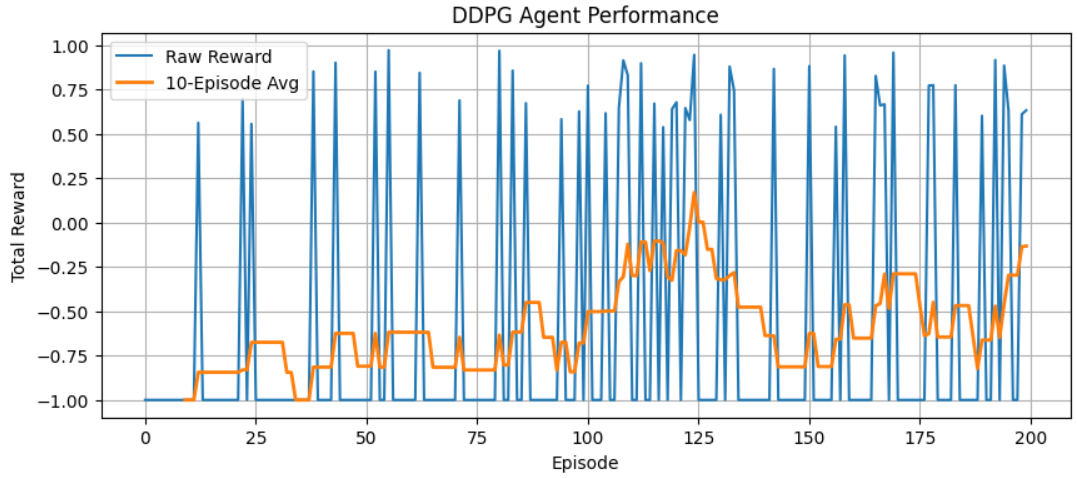 DDPG Agent Performance
Raw Reward
10-Episode Avg
Total Reward
1.00
0.75
0.50
0.25
0.00
−0.25
−0.50
−0.75
−1.00
0 25 50 75 100 125 150 175 200
Episode